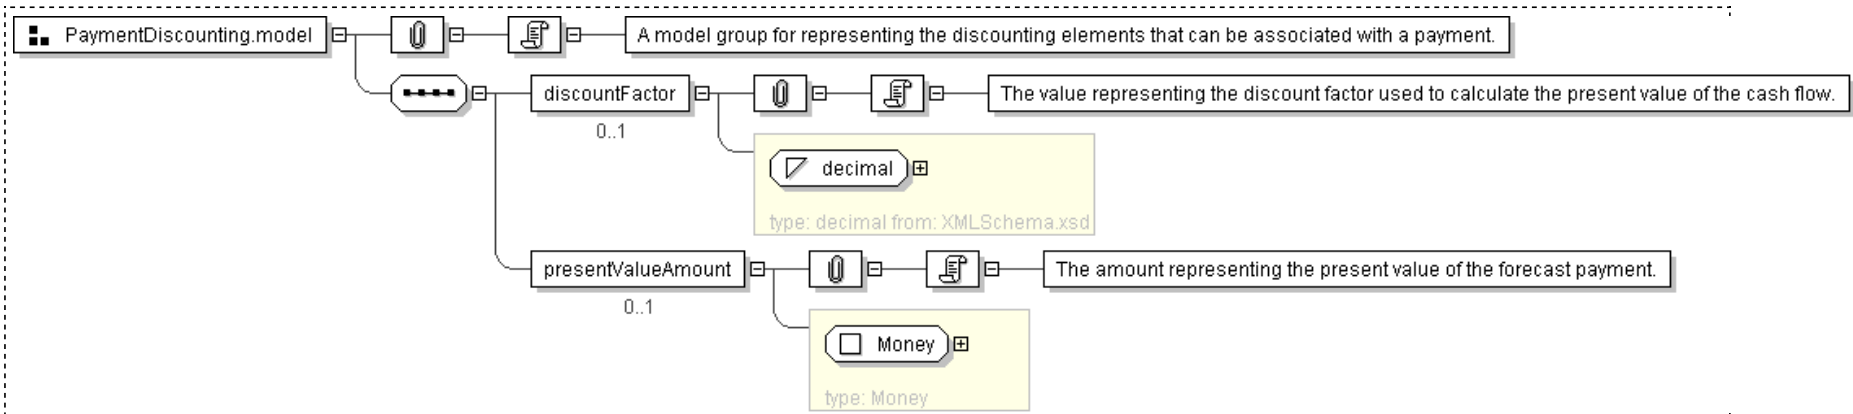 PaymentDiscounting.model
A model group for representing the discounting elements that can be associated with a payment.
discountFactor
The value representing the discount factor used to calculate the present value of the cash flow.
0..1
decimal
type: decimal from: XMLSchema.xsd
presentValueAmount
The amount representing the present value of the forecast payment.
0..1
Money
type: Money